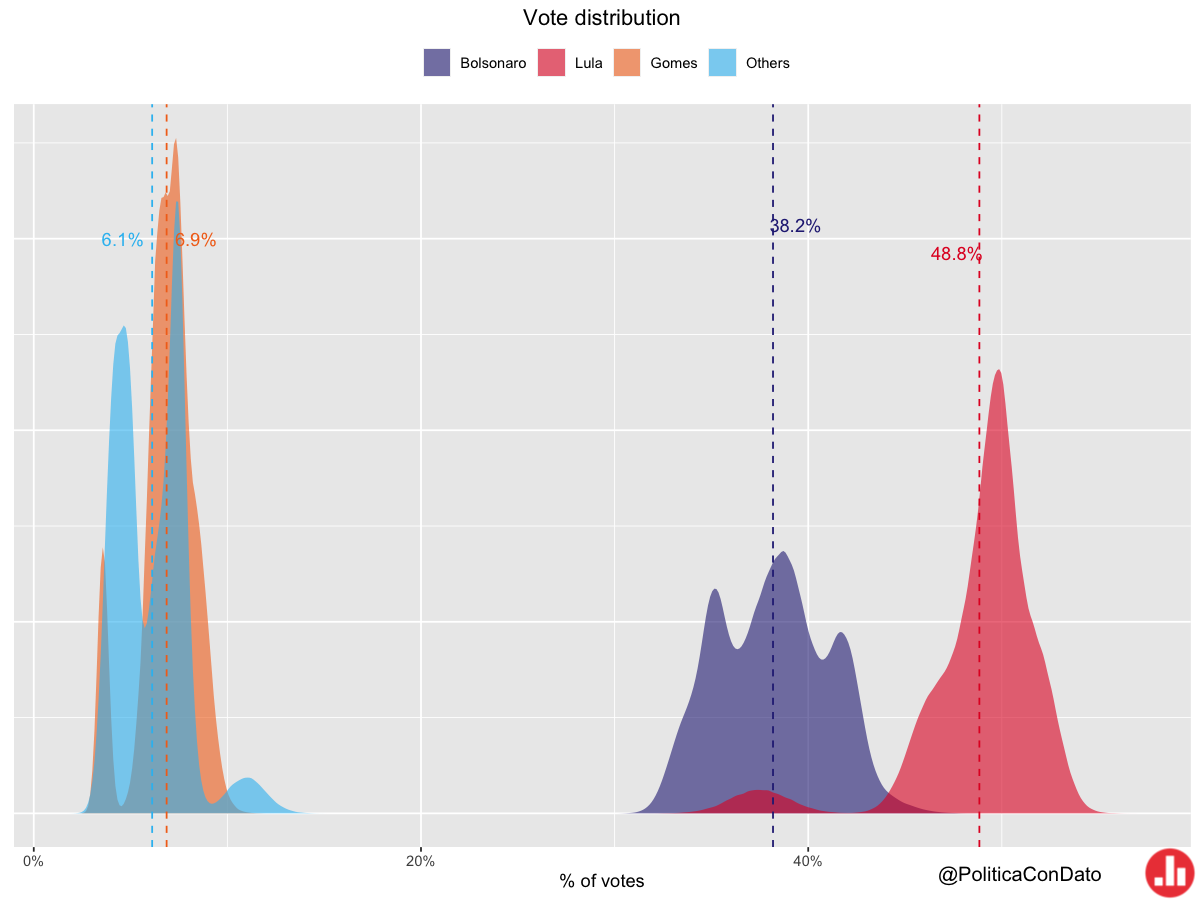 Vote distribution
Bolsonaro Lula Gomes Others
38.2%
6.1% 6.9%
48.8%
0% 20% 40%
% of votes
@PoliticaConDato